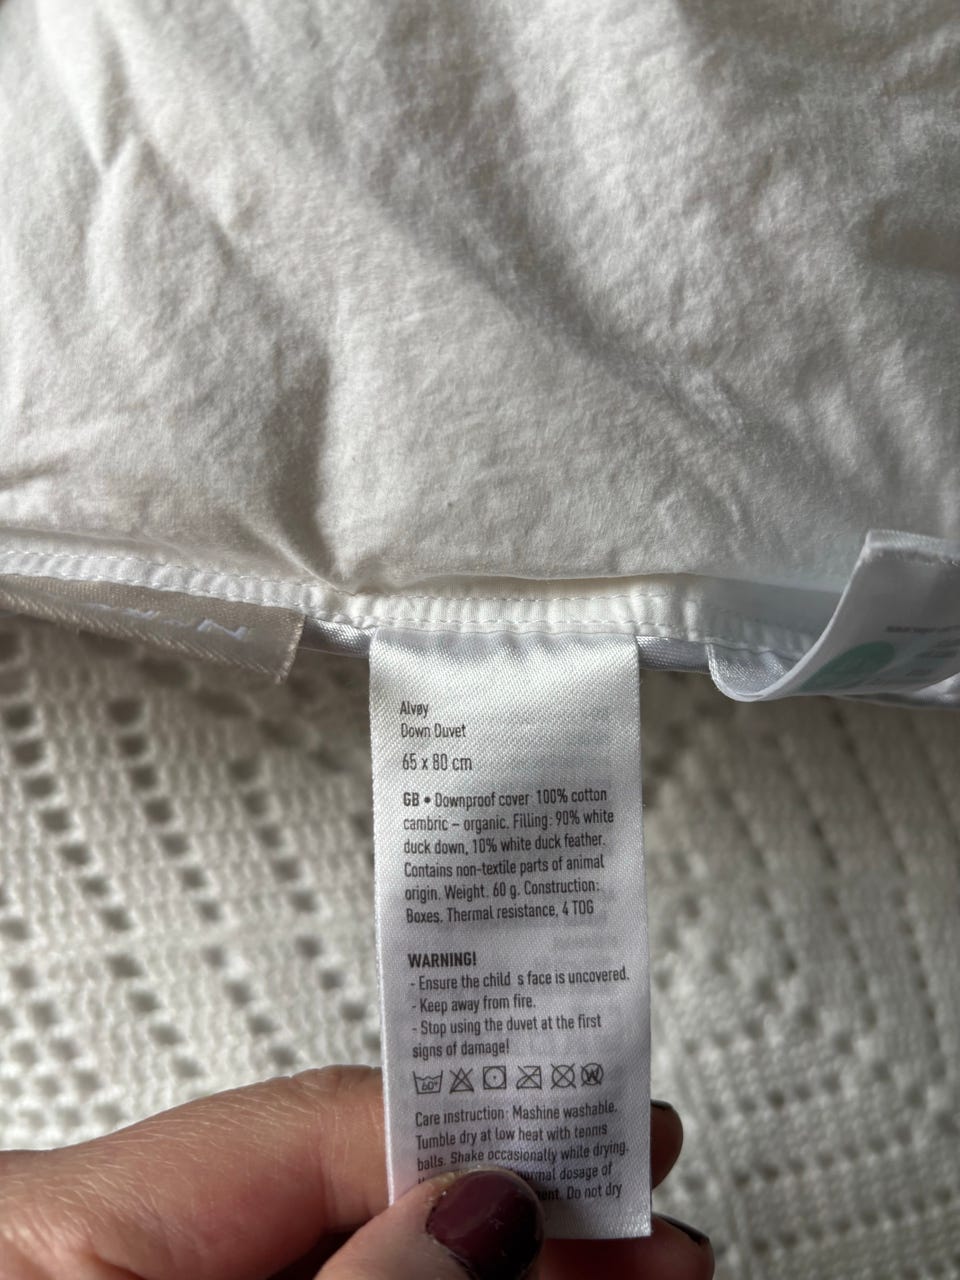 Alvøy
Down Duvet
65 x 80 cm
GB • Downproof cover 100% cotton
cambric – organic. Filling: 90% white
duck down, 10% white duck feather.
Contains non-textile parts of animal
origin. Weight. 60 g. Construction:
Boxes. Thermal resistance, 4 TOG
WARNING!
- Ensure the child s face is uncovered.
- Keep away from fire.
- Stop using the duvet at the first
signs of damage!
60°
W
Care instruction: Mashine washable.
Tumble dry at low heat with tennis
balls. Shake occasionally while drying.
dosage of
Do not dry